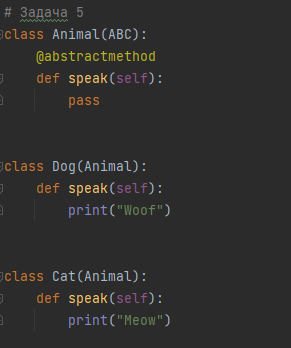 # Задача 5
class Animal(ABC):
    @abstractmethod
    def speak(self):
        pass
class Dog(Animal):
    def speak(self):
        print("Woof")
class Cat(Animal):
    def speak(self):
        print("Meow")